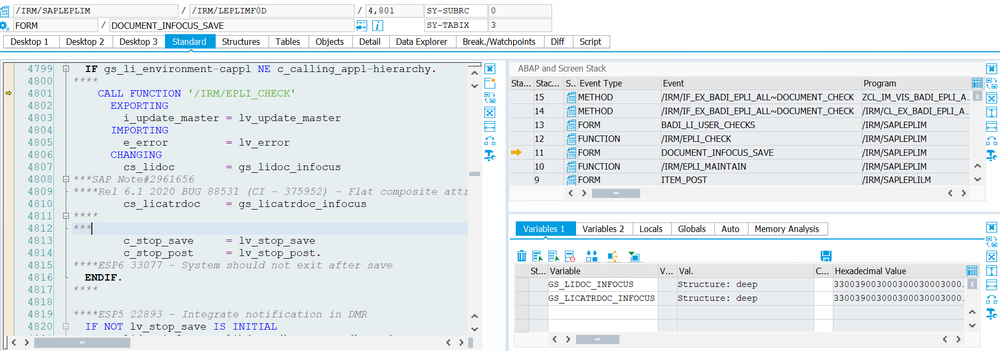 /IRM/SAPLEPLIM / /IRM/LEPLIMF0D / 4,801 SY-SUBRC 0
FORM / DOCUMENT_INFOCUS_SAVE SY-TABIX 3
Desktop 1 Desktop 2 Desktop 3 Standard Structures Tables Objects Detail Data Explorer Break./Watchpoints Diff Script
4799 IF gs_li_environment-cappl NE c_calling_appl-hierarchy.
4800 ****
4801 CALL FUNCTION '/IRM/EPLI_CHECK'
4802 EXPORTING
4803 i_update_master = lv_update_master
4804 IMPORTING
4805 e_error = lv_error
4806 CHANGING
4807 cs_lidoc = gs_lidoc_infocus
4808 ***SAP Note#2961656
4809 ****Rel 6.1 2020 BUG 88531 (CI - 375952) - Flat composite attr
4810 cs_licatrdoc = gs_licatrdoc_infocus
4811 ****
4812 ***
4813 c_stop_save = lv_stop_save
4814 c_stop_post = lv_stop_post.
4815 ****ESP6 33077 - System should not exit after save
4816 ENDIF.
4817 ****
4818
4819 ****ESP5 22893 - Integrate notification in DMR
4820 IF NOT lv_stop_save IS INITIAL
ABAP and Screen Stack
Sta... Stac... S.. Event Type Event Program
15 METHOD /IRM/IF_EX_BADI_EPLI_ALL~DOCUMENT_CHECK ZCL_IM_VIS_BADI_EPLI_A...
14 METHOD /IRM/IF_EX_BADI_EPLI_ALL~DOCUMENT_CHECK /IRM/CL_EX_BADI_EPLI_A...
13 FORM BADI_LI_USER_CHECKS /IRM/SAPLEPLIM
12 FUNCTION /IRM/EPLI_CHECK /IRM/SAPLEPLIM
11 FORM DOCUMENT_INFOCUS_SAVE /IRM/SAPLEPLIM
10 FUNCTION /IRM/EPLI_MAINTAIN /IRM/SAPLEPLIM
9 FORM ITEM_POST /IRM/SAPLEPLILM
Variables 1 Variables 2 Locals Globals Auto Memory Analysis
St... Variable V... Val. C... Hexadecimal Value
GS_LIDOC_INFOCUS Structure: deep 330039003000300030003000...
GS_LICATRDOC_INFOCUS Structure: deep 330039003000300030003000...